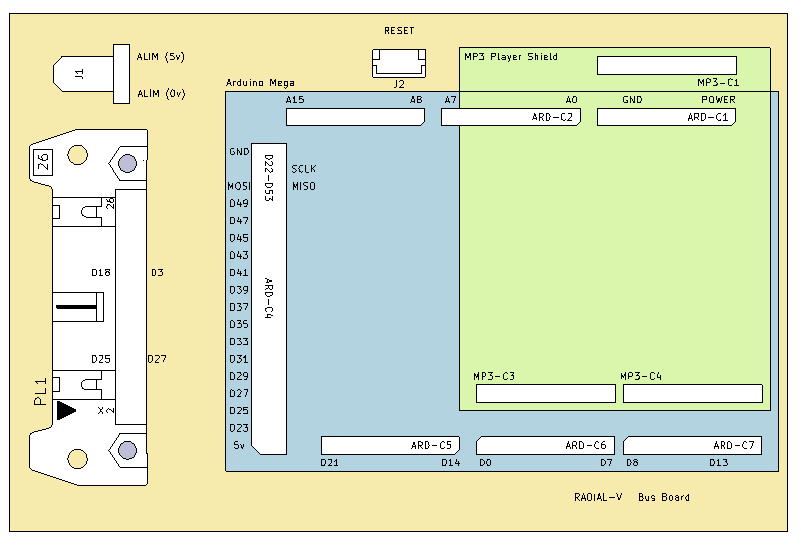 RESET
MP3 Player Shield
ALIM (5v)
J1
MP3-C1
J2
Arduino Mega
ALIM (0v)
A15
A8
A7
A0
GND
POWER
ARD-C2
ARD-C1
GND
D22-D53
26
SCLK
MOSI
MISO
26
D49
D47
D45
D43
D18
D3
D41
ARD-C4
D39
D37
D35
D33
D25
D27
D31
D29
MP3-C3
MP3-C4
PL1
D27
X
2
D25
D23
5v
ARD-C5
ARD-C6
ARD-C7
D21
D14
D0
D7
D8
D13
RADIAL-V Bus Board